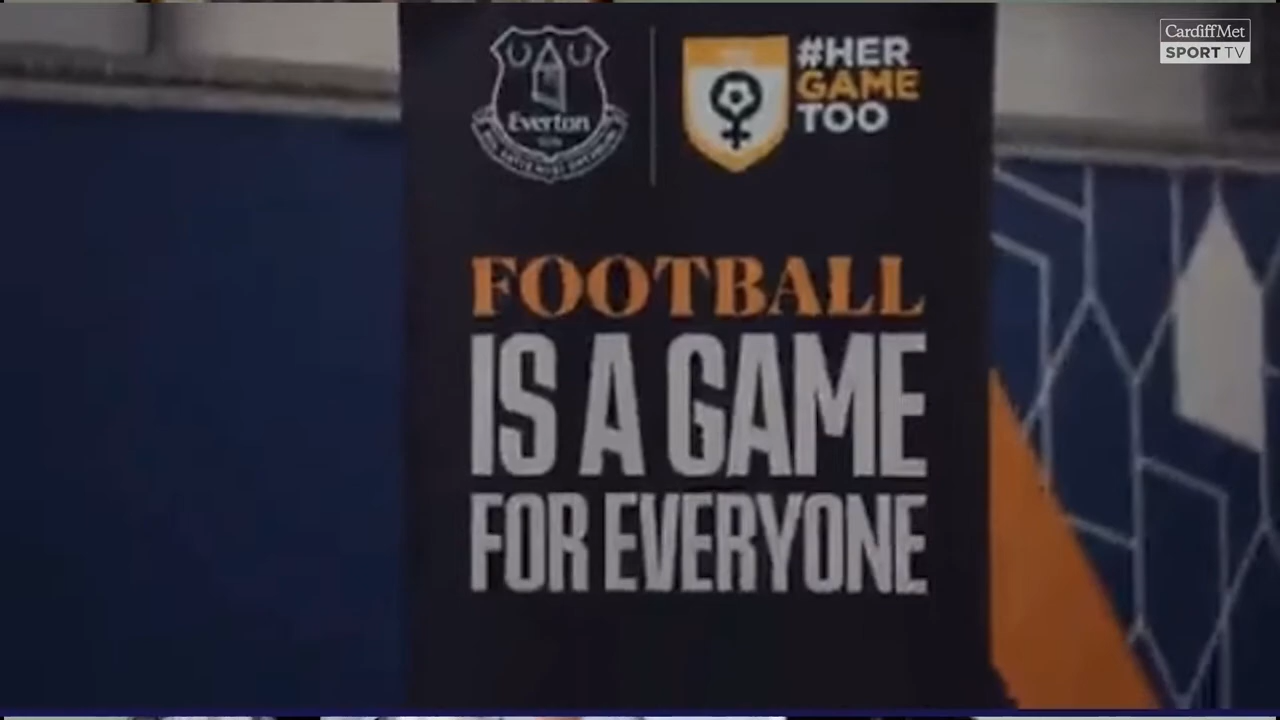 CardiffMet
SPORT TV
Everton
#HER
GAME
TOO
FOOTBALL
IS A GAME
FOR EVERYONE